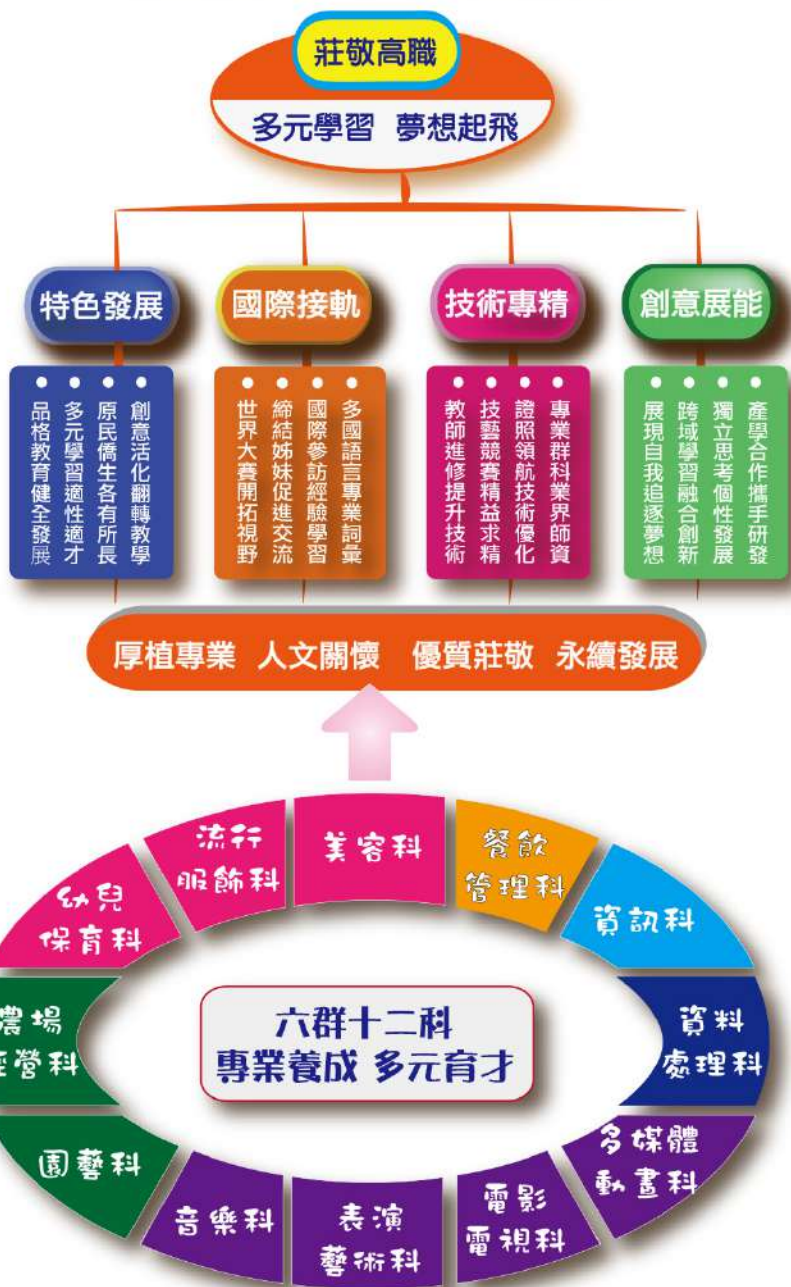 莊敬高職
多元學習 夢想起飛
特色發展
創意活化翻轉教學
原民僑生各有所長
多元學習適性適才
品格教育健全發展
國際接軌
多國語言專業詞彙
國際參訪經驗學習
締結姊妹促進交流
世界大賽開拓視野
技術專精
專業群科業界師資
證照領航技術優化
技藝競賽精益求精
教師進修提升技術
創意展能
產學合作攜手研發
獨立思考個性發展
跨域學習融合創新
展現自我追逐夢想
厚植專業 人文關懷 優質莊敬 永續發展
美容科
餐飲
管理科
資訊科
資料
處理科
多媒體
動畫科
電影
電視科
表演
藝術科
音樂科
園藝科
農場
經營科
幼兒
保育科
流行
服飾科
六群十二科
專業養成 多元育才